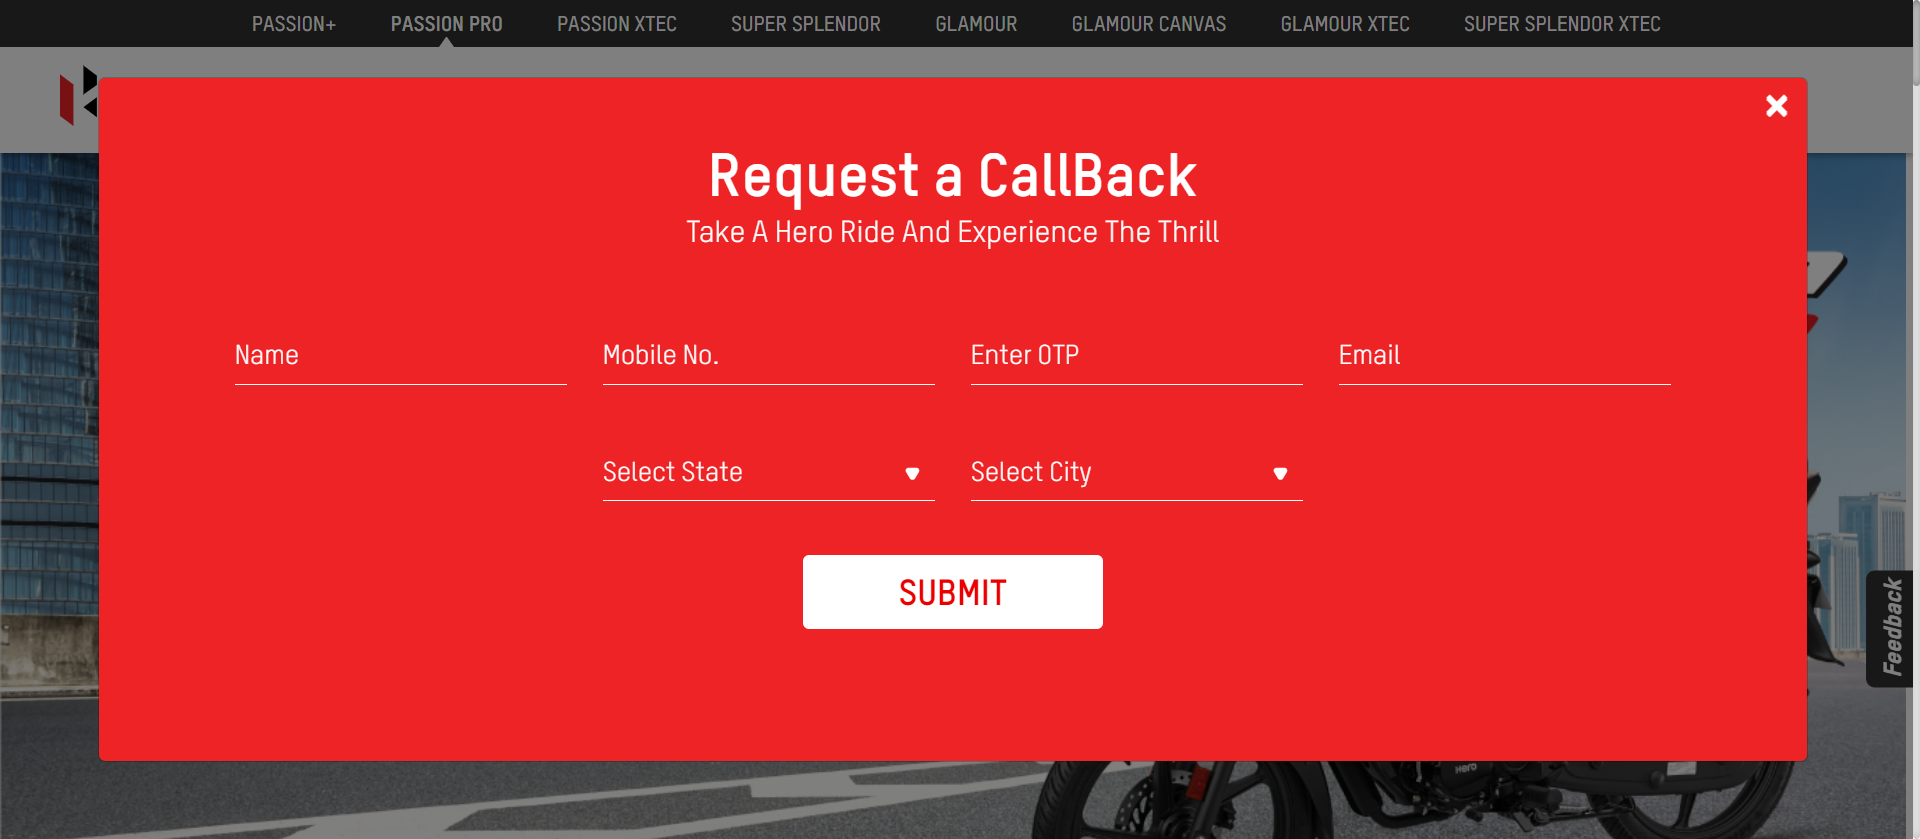 PASSION+
PASSION PRO
PASSION XTEC
SUPER SPLENDOR
GLAMOUR
GLAMOUR CANVAS
GLAMOUR XTEC
SUPER SPLENDOR XTEC
Request a CallBack
Take A Hero Ride And Experience The Thrill
Name
Mobile No.
Enter OTP
Email
Select State
Select City
SUBMIT
Feedback
Hero